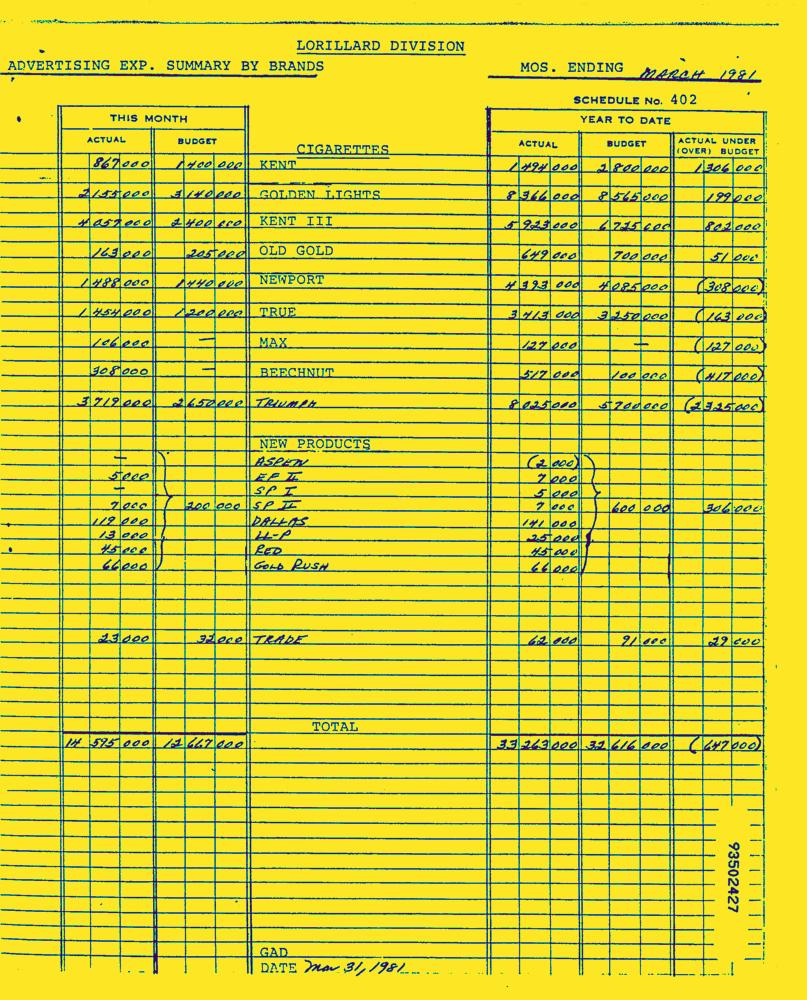 LORILLARD DIVISION
ADVERTISING EXP. SUMMARY BY BRANDS MOS. ENDING MARCH 1981
SCHEDULE No. 402
THIS MONTH YEAR TO DATE
ACTUAL BUDGET CIGARETTES ACTUAL BUDGET ACTUAL UNDER (OVER) BUDGET
867 000 1 400 000 KENT 1 494 000 2 800 000 1 306 000
2 155 000 3 140 000 GOLDEN LIGHTS 8 366 000 8 565 000 199 000
4 057 000 2 400 000 KENT III 5 923 000 6 725 000 802 000
163 000 205 000 OLD GOLD 649 000 700 000 51 000
1 488 000 1 440 000 NEWPORT 4 393 000 4 085 000 (308 000)
1 454 000 1 200 000 TRUE 3 413 000 3 250 000 (163 000)
106 000 — MAX 127 000 — (127 000)
308 000 — BEECHNUT 517 000 100 000 (417 000)
3 719 000 2 650 000 TRIUMPH 8 025 000 5 700 000 (2 325 000)
NEW PRODUCTS
— ASPEN (2 000)
5 000 EP II 7 000
— SP I 5 000
7 000 200 000 SP II 7 000 600 000 306 000
119 000 DALLAS 141 000
13 000 LL-P 25 000
45 000 RED 45 000
66 000 GOLD RUSH 66 000
23 000 32 000 TRADE 62 000 91 000 29 000
TOTAL
14 595 000 12 667 000 33 263 000 32 616 000 (647 000)
93502427
GAD
DATE Mar 31, 1981